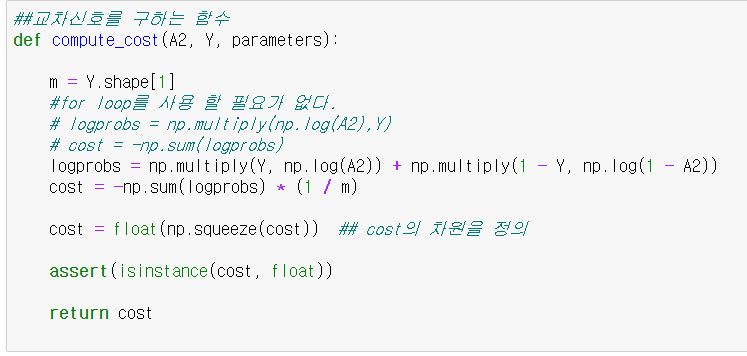 ##교차신호를 구하는 함수
def compute_cost(A2, Y, parameters):
m = Y.shape[1]
#for loop를 사용 할 필요가 없다.
# logprobs = np.multiply(np.log(A2),Y)
# cost = -np.sum(logprobs)
logprobs = np.multiply(Y, np.log(A2)) + np.multiply(1 - Y, np.log(1 - A2))
cost = -np.sum(logprobs) * (1 / m)
cost = float(np.squeeze(cost))  ## cost의 차원을 정의
assert(isinstance(cost, float))
return cost